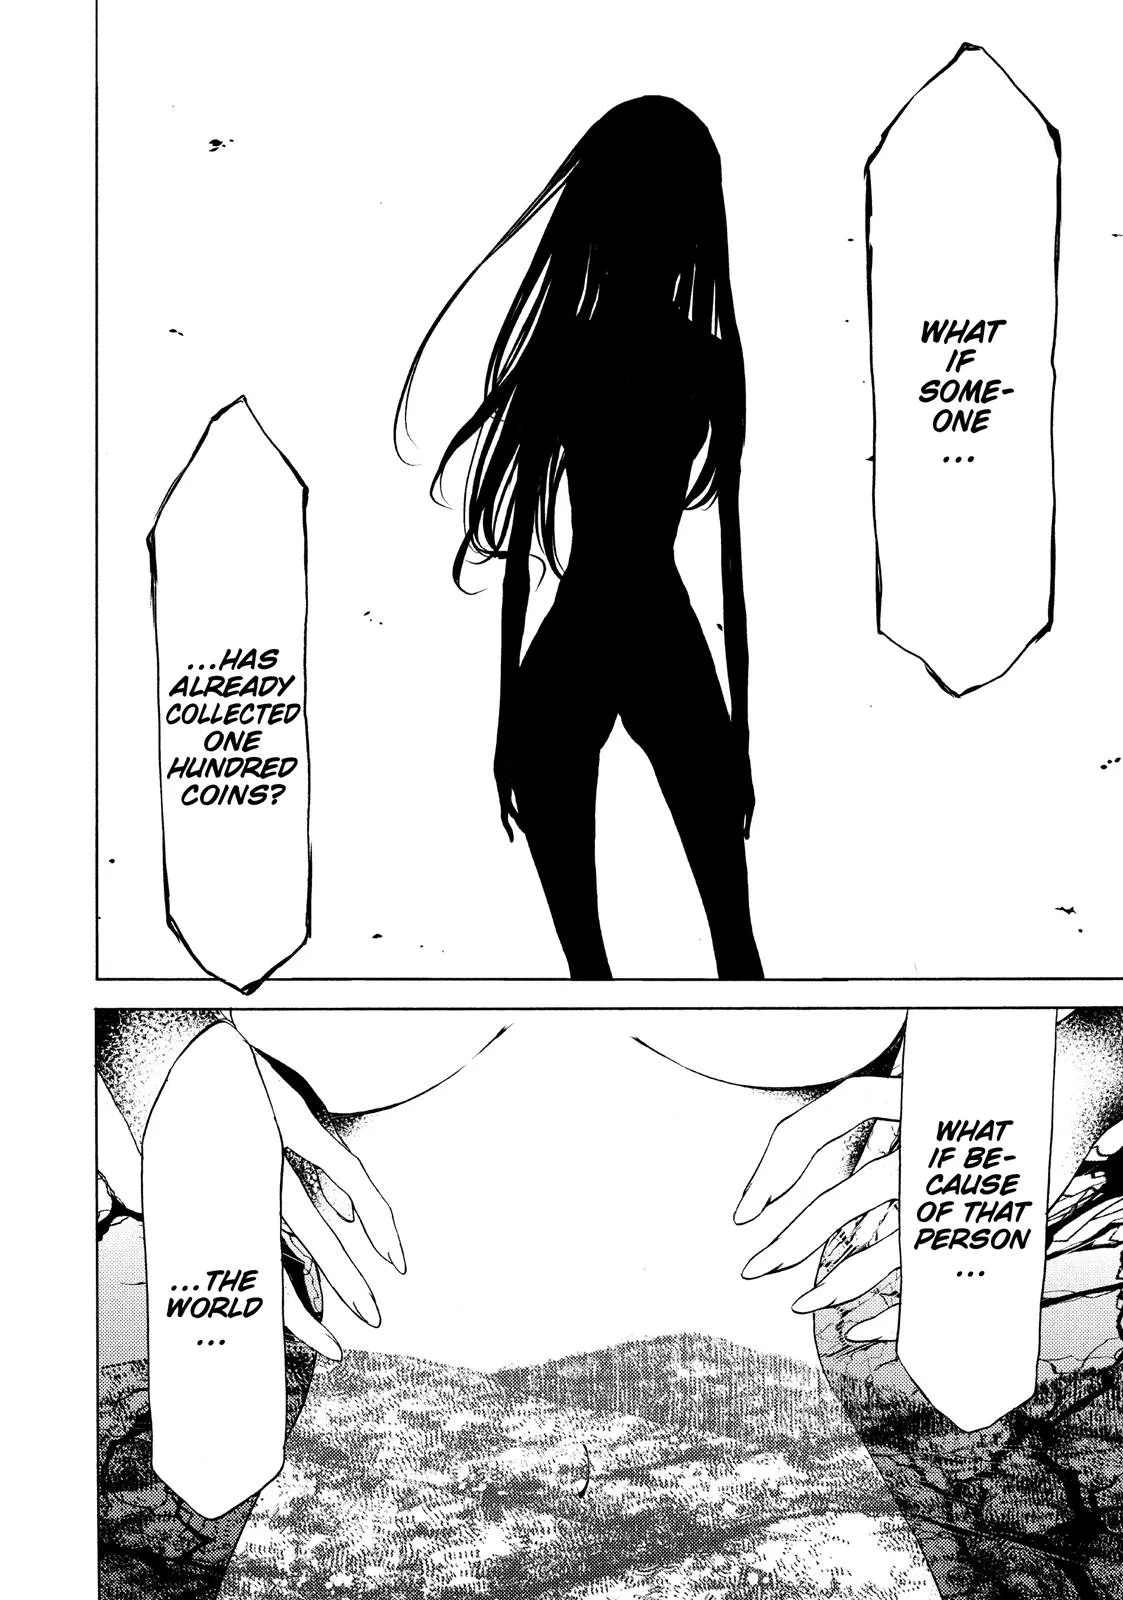 WHAT
IF
SOME-
ONE
...
...HAS
ALREADY
COLLECTED
ONE
HUNDRED
COINS?
WHAT
IF BE-
CAUSE
OF THAT
PERSON
...
...THE
WORLD
...